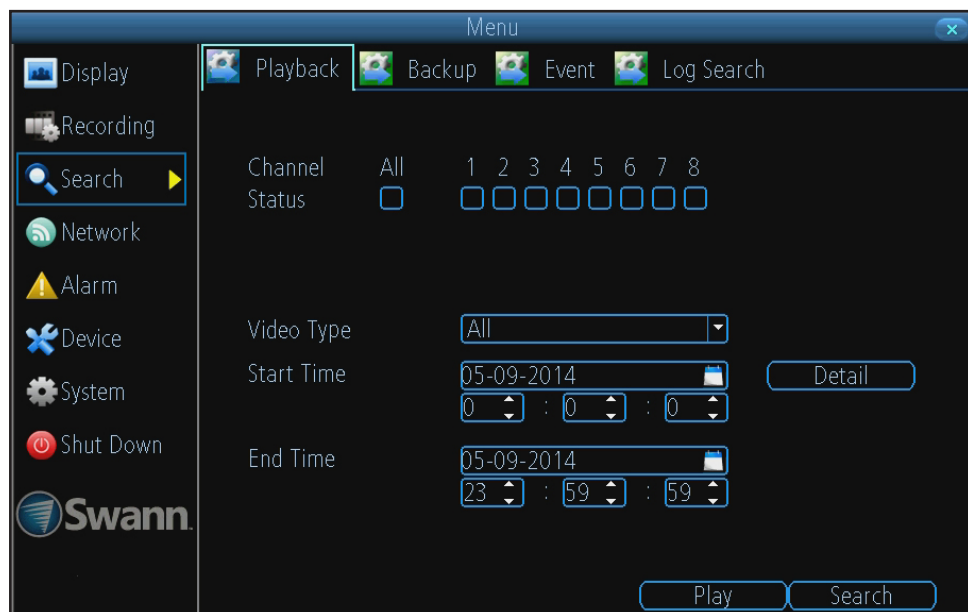 Menu
Display
Recording
Search
Network
Alarm
Device
System
Shut Down
Swann.
Playback Backup Event Log Search
Channel All 1 2 3 4 5 6 7 8
Status
Video Type All
Start Time 05-09-2014 Detail
0 : 0 : 0
End Time 05-09-2014
23 : 59 : 59
Play Search